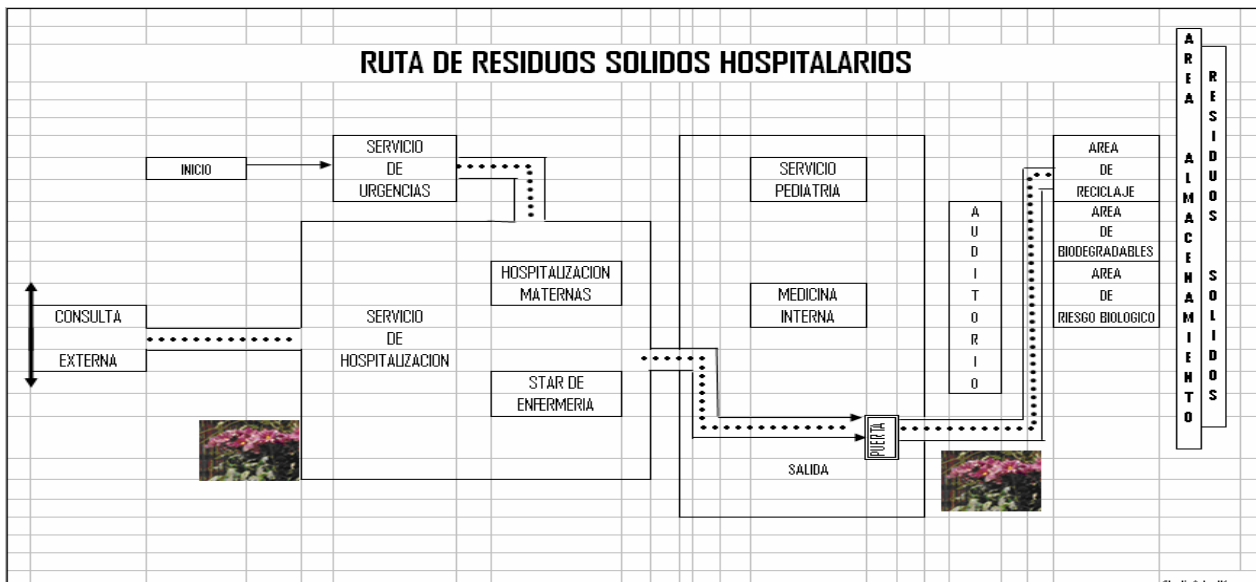 RUTA DE RESIDUOS SOLIDOS HOSPITALARIOS
INICIO
SERVICIO
DE
URGENCIAS
CONSULTA
EXTERNA
SERVICIO
DE
HOSPITALIZACION
HOSPITALIZACION
MATERNAS
STAR DE
ENFERMERIA
SERVICIO
PEDIATRIA
MEDICINA
INTERNA
PUERTA
SALIDA
AUDITORIO
AREA
DE
RECICLAJE
AREA
DE
BIODEGRADABLES
AREA
DE
RIESGO BIOLOGICO
AREA ALMACENAMIENTO
RESIDUOS SOLIDOS